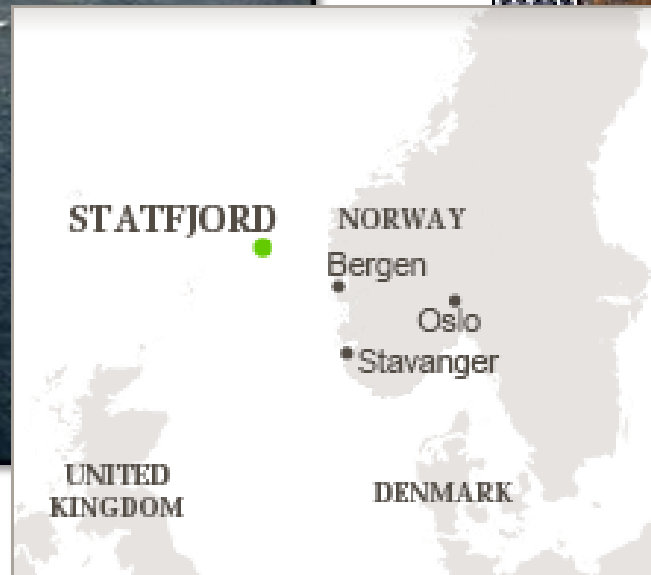 STATFJORD
NORWAY
Bergen
Oslo
Stavanger
UNITED
KINGDOM
DENMARK